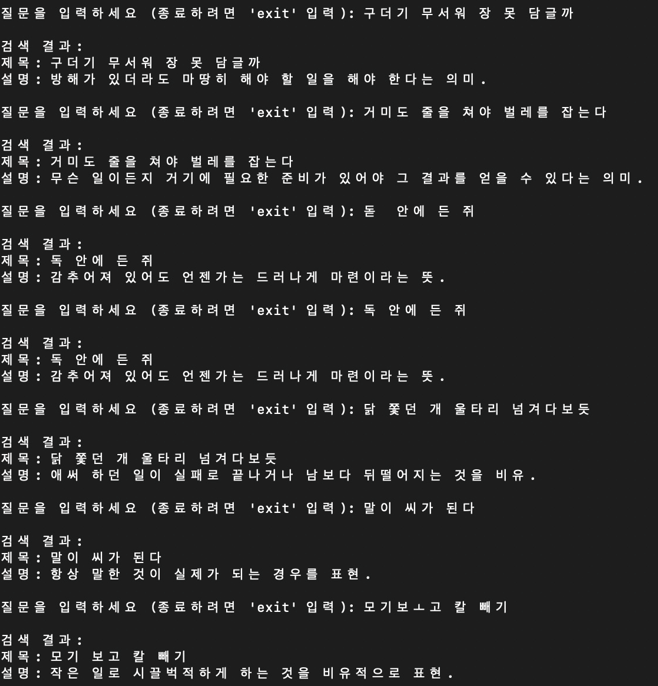 질문을 입력하세요 (종료하려면 'exit' 입력): 구더기 무서워 장 못 담글까
검색 결과:
제목: 구더기 무서워 장 못 담글까
설명: 방해가 있더라도 마땅히 해야 할 일을 해야 한다는 의미.
질문을 입력하세요 (종료하려면 'exit' 입력): 거미도 줄을 쳐야 벌레를 잡는다
검색 결과:
제목: 거미도 줄을 쳐야 벌레를 잡는다
설명: 무슨 일이든지 거기에 필요한 준비가 있어야 그 결과를 얻을 수 있다는 의미.
질문을 입력하세요 (종료하려면 'exit' 입력): 돋  안에 든 쥐
검색 결과:
제목: 독 안에 든 쥐
설명: 감추어져 있어도 언젠가는 드러나게 마련이라는 뜻.
질문을 입력하세요 (종료하려면 'exit' 입력): 독 안에 든 쥐
검색 결과:
제목: 독 안에 든 쥐
설명: 감추어져 있어도 언젠가는 드러나게 마련이라는 뜻.
질문을 입력하세요 (종료하려면 'exit' 입력): 닭 쫓던 개 울타리 넘겨다보듯
검색 결과:
제목: 닭 쫓던 개 울타리 넘겨다보듯
설명: 애써 하던 일이 실패로 끝나거나 남보다 뒤떨어지는 것을 비유.
질문을 입력하세요 (종료하려면 'exit' 입력): 말이 씨가 된다
검색 결과:
제목: 말이 씨가 된다
설명: 항상 말한 것이 실제가 되는 경우를 표현.
질문을 입력하세요 (종료하려면 'exit' 입력): 모기보ㅗ고 칼 빼기
검색 결과:
제목: 모기 보고 칼 빼기
설명: 작은 일로 시끌벅적하게 하는 것을 비유적으로 표현.